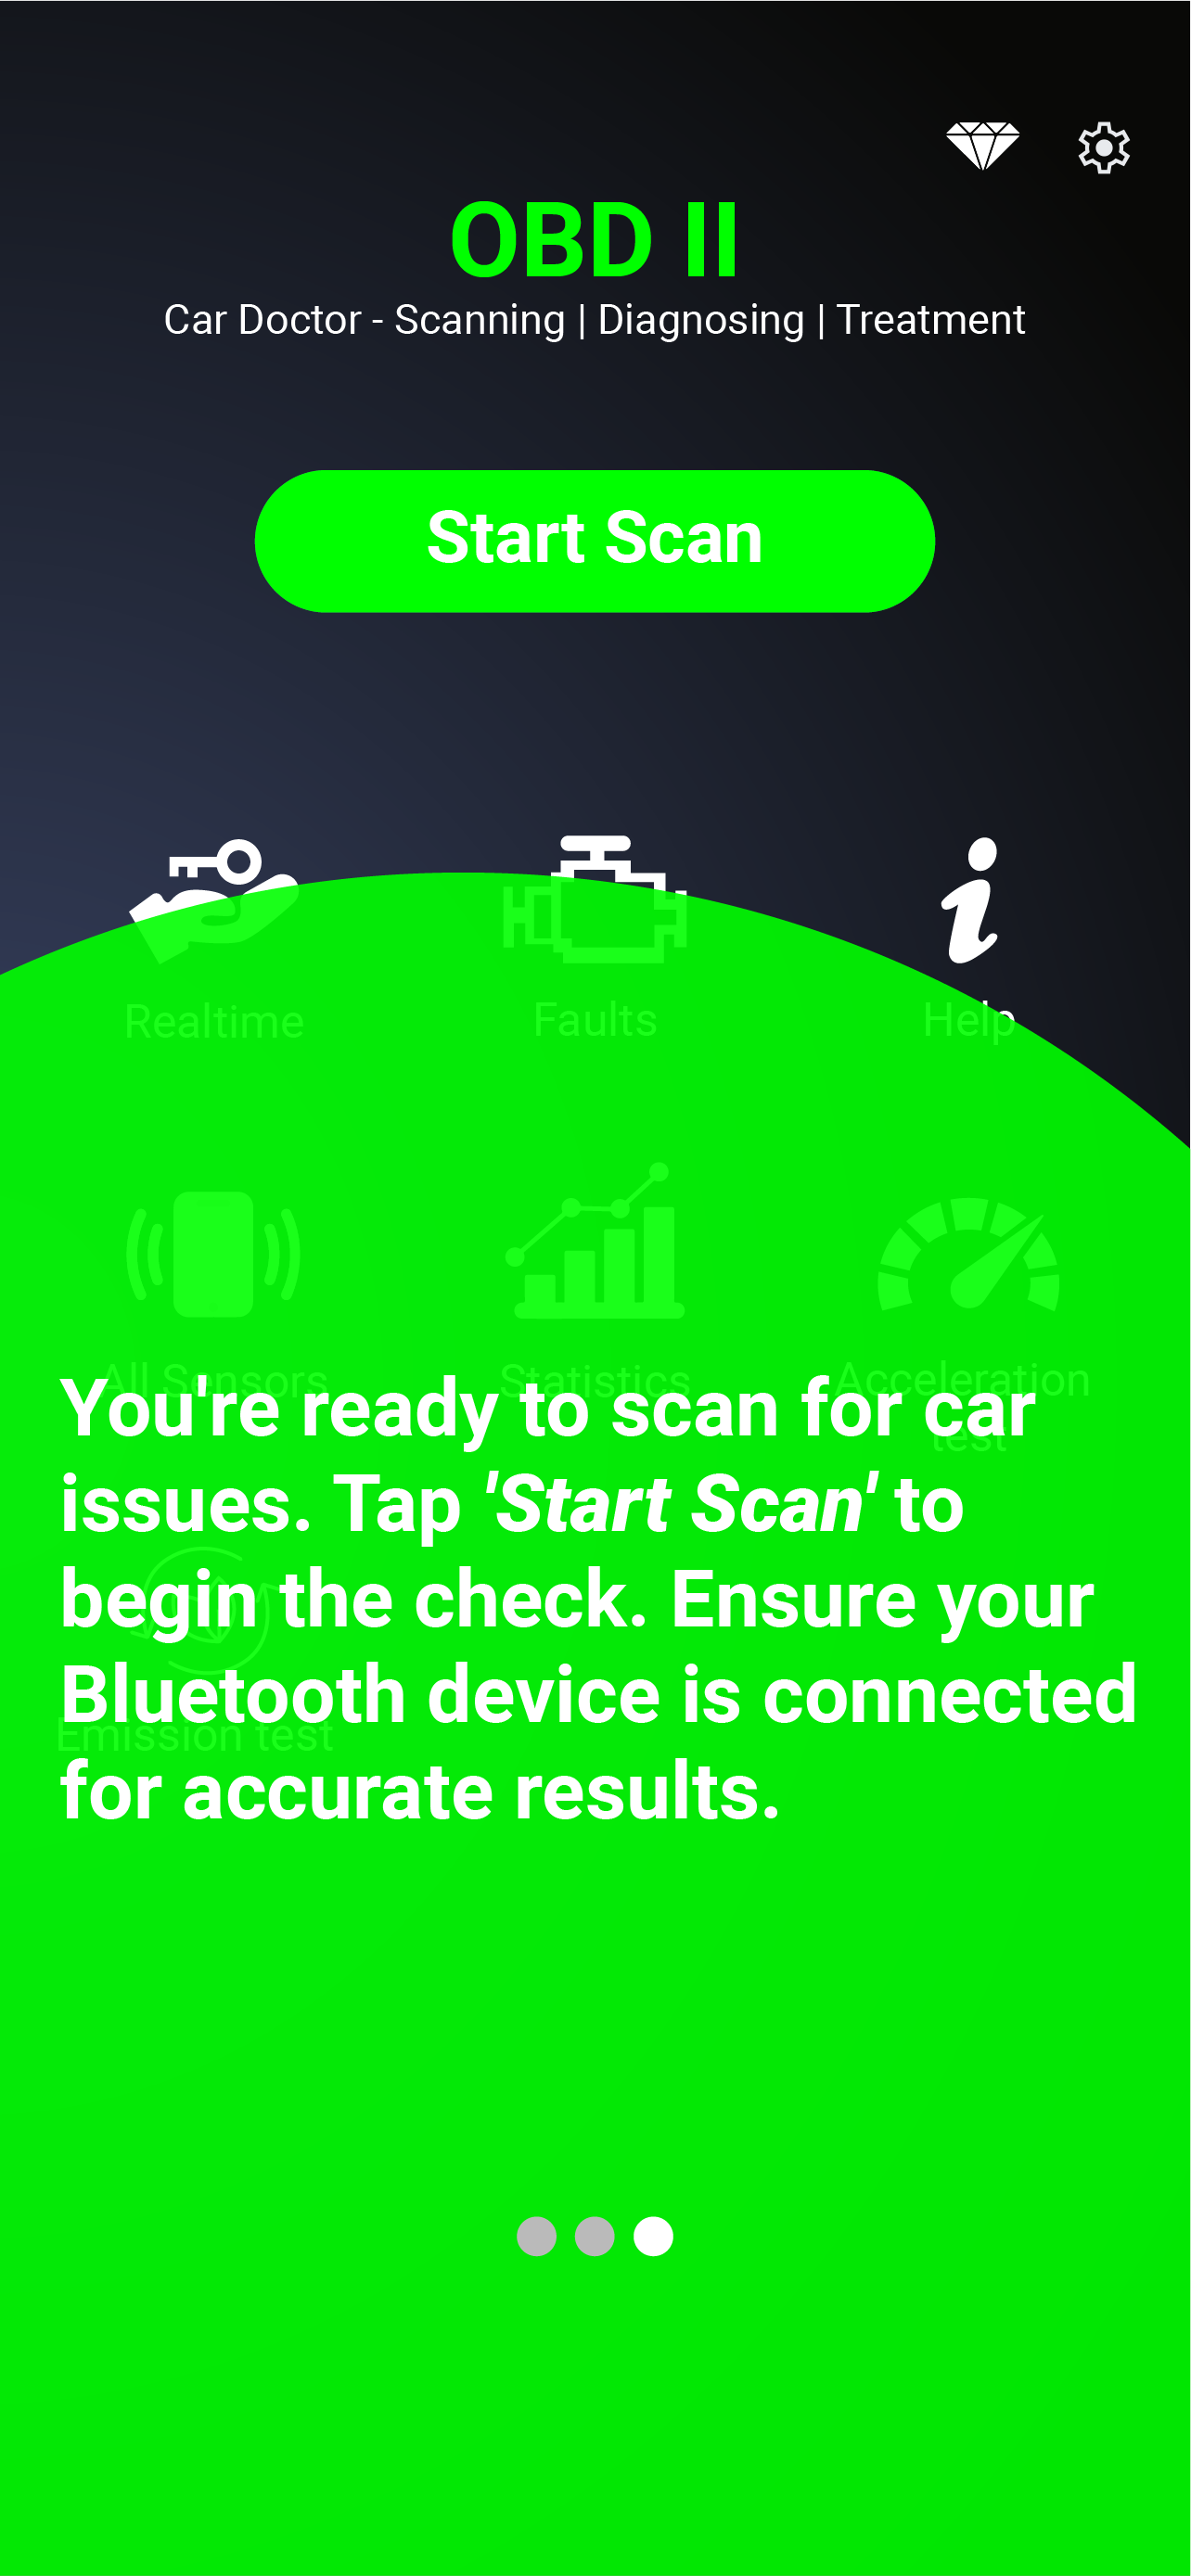 OBD II
Car Doctor - Scanning | Diagnosing | Treatment
Start Scan
Realtime
Faults
Help
All Sensors
Statistics
Acceleration
test
You're ready to scan for car
issues. Tap 'Start Scan' to
begin the check. Ensure your
Bluetooth device is connected
for accurate results.
Emission test